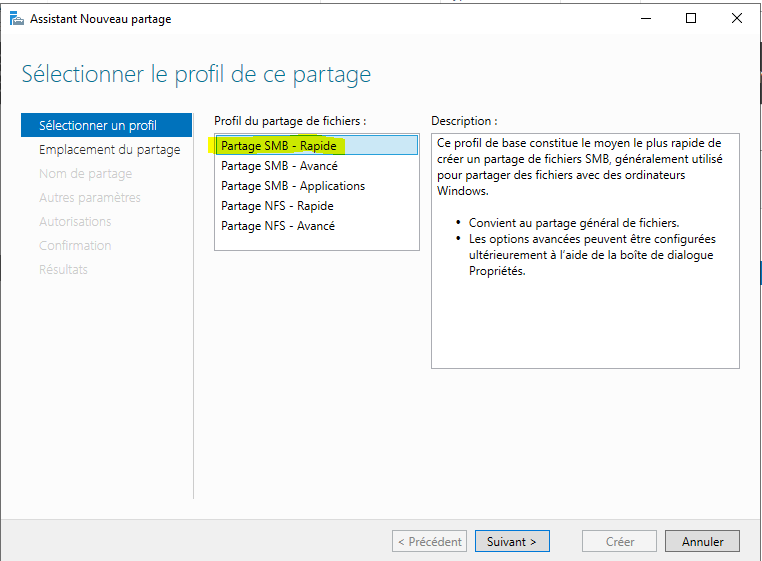 Assistant Nouveau partage
Sélectionner le profil de ce partage
Sélectionner un profil
Emplacement du partage
Nom de partage
Autres paramètres
Autorisations
Confirmation
Résultats
Profil du partage de fichiers :
Partage SMB - Rapide
Partage SMB - Avancé
Partage SMB - Applications
Partage NFS - Rapide
Partage NFS - Avancé
Description :
Ce profil de base constitue le moyen le plus rapide de
créer un partage de fichiers SMB, généralement utilisé
pour partager des fichiers avec des ordinateurs
Windows.
• Convient au partage général de fichiers.
• Les options avancées peuvent être configurées
ultérieurement à l'aide de la boîte de dialogue
Propriétés.
< Précédent
Suivant >
Créer
Annuler